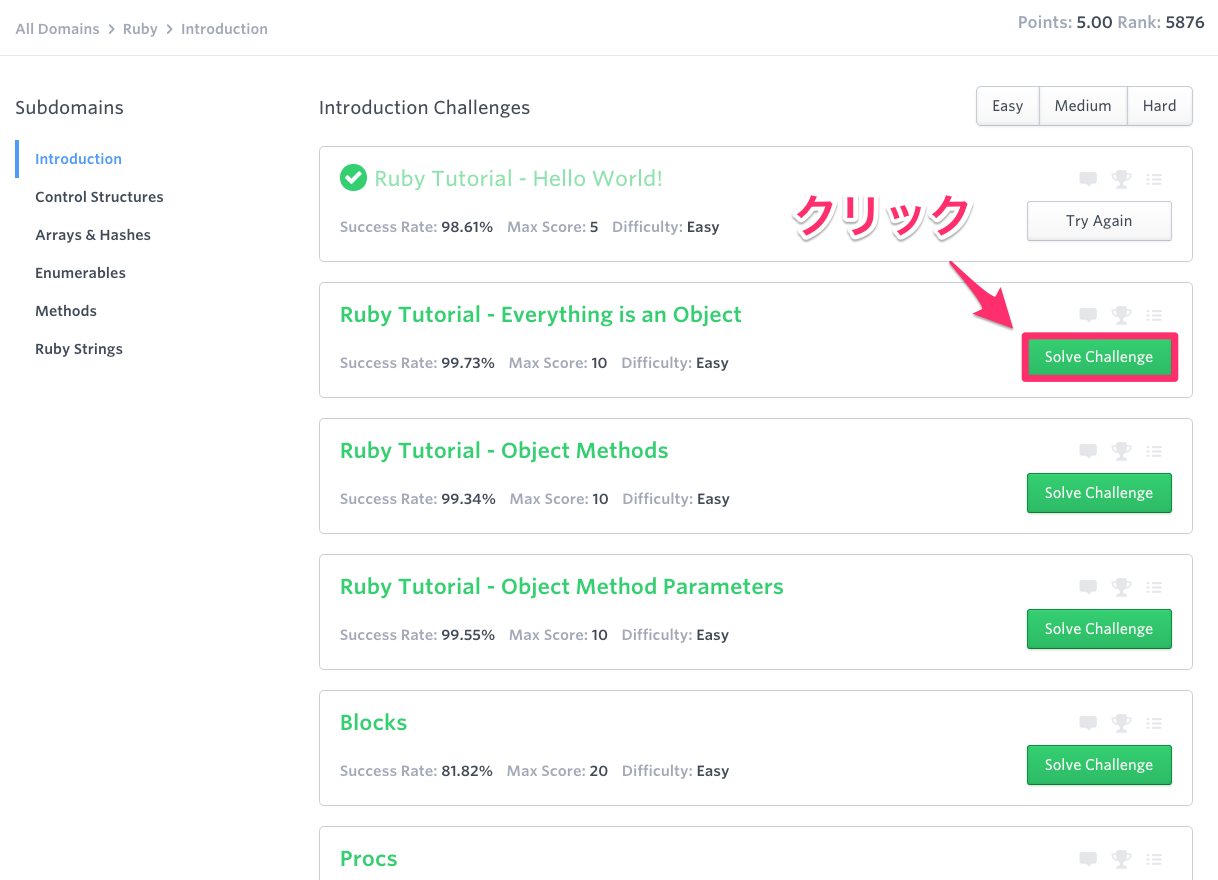 All Domains > Ruby > Introduction
Points: 5.00 Rank: 5876
Subdomains
Introduction
Control Structures
Arrays & Hashes
Enumerables
Methods
Ruby Strings
Introduction Challenges
Easy Medium Hard
Ruby Tutorial - Hello World!
Success Rate: 98.61% Max Score: 5 Difficulty: Easy
クリック
Try Again
Ruby Tutorial - Everything is an Object
Success Rate: 99.73% Max Score: 10 Difficulty: Easy
Solve Challenge
Ruby Tutorial - Object Methods
Success Rate: 99.34% Max Score: 10 Difficulty: Easy
Solve Challenge
Ruby Tutorial - Object Method Parameters
Success Rate: 99.55% Max Score: 10 Difficulty: Easy
Solve Challenge
Blocks
Success Rate: 81.82% Max Score: 20 Difficulty: Easy
Solve Challenge
Procs